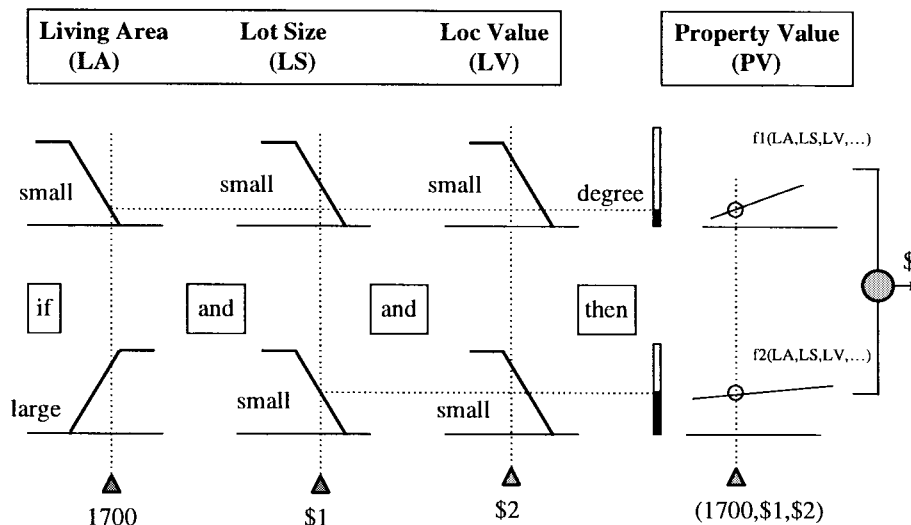 Living Area
(LA)
Lot Size
(LS)
Loc Value
(LV)
Property Value
(PV)
f1(LA,LS,LV,...)
small
small
small
degree
$
if
and
and
then
f2(LA,LS,LV,...)
large
small
small
1700
$1
$2
(1700,$1,$2)